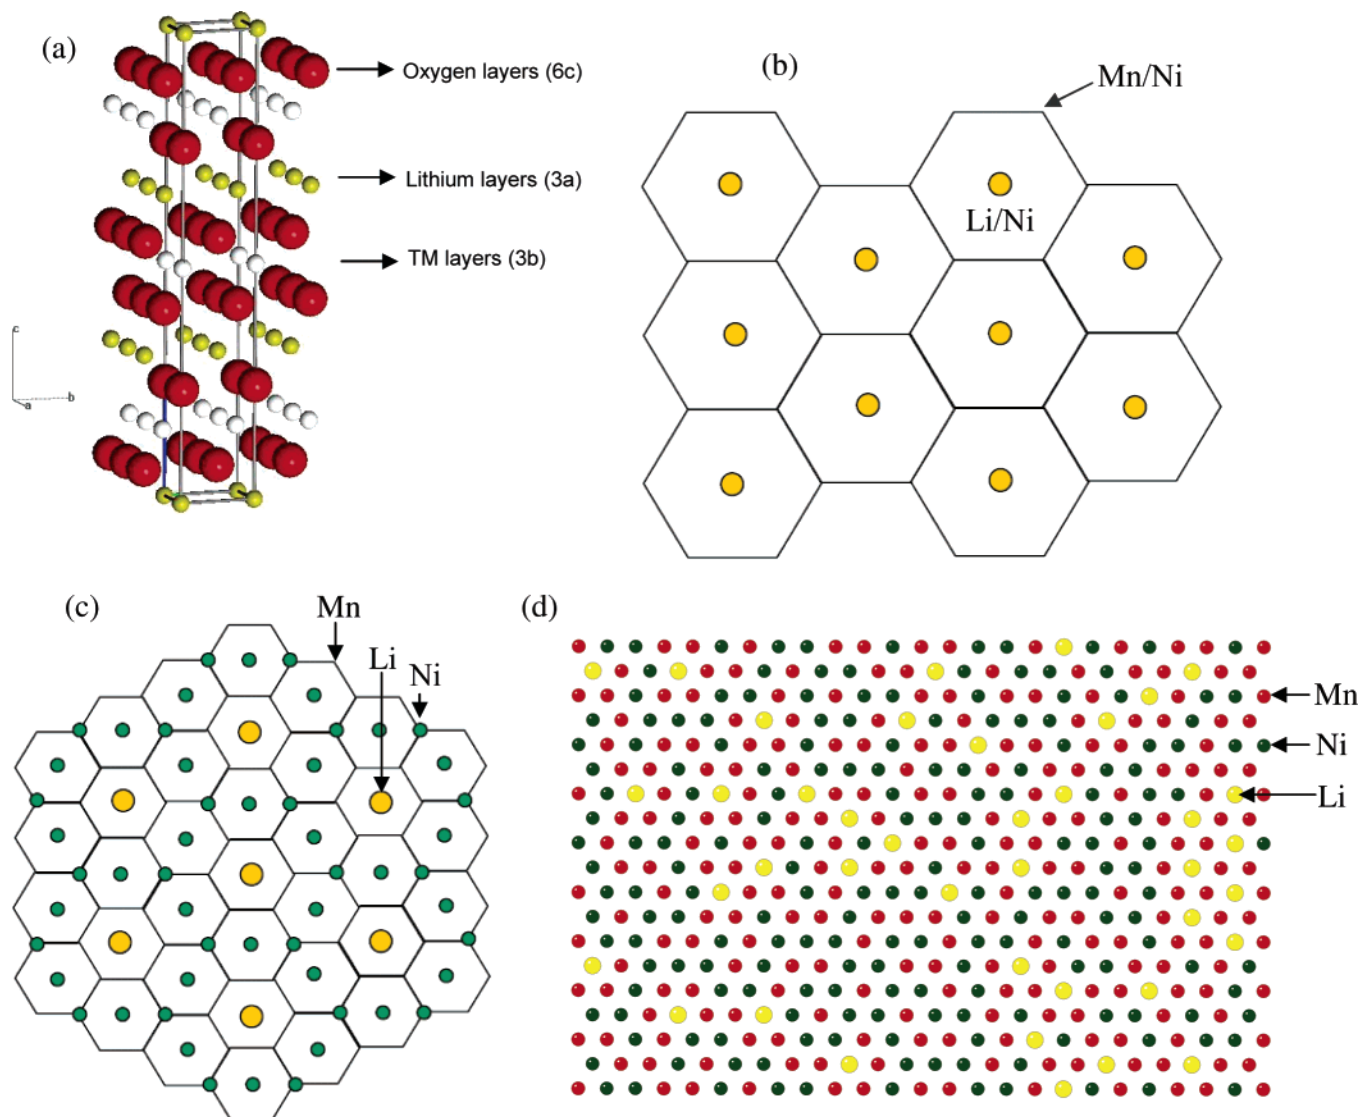 (a)
Oxygen layers (6c)
Lithium layers (3a)
TM layers (3b)
c
b
a
(b)
Mn/Ni
Li/Ni
(c)
Mn
Li
Ni
(d)
Mn
Ni
Li